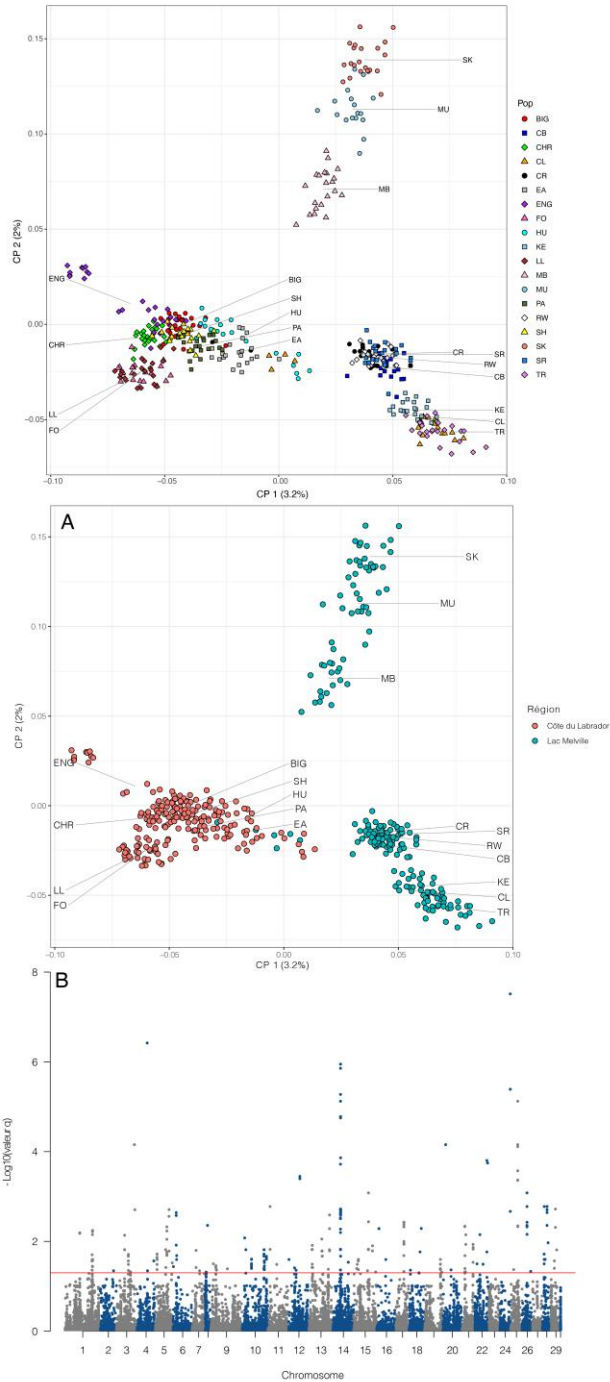 0.15
0.10
0.05
0.00
−0.05
CP 2 (2%)
SK
MU
MB
ENG
BIG
SH
HU
PA
EA
CHR
LL
FO
CR
SR
RW
CB
KE
CL
TR
−0.10 −0.05 0.00 0.05 0.10
CP 1 (3.2%)
Pop
BIG
CB
CHR
CL
CR
EA
ENG
FO
HU
KE
LL
MB
MU
PA
RW
SH
SK
SR
TR
A
0.15
0.10
0.05
0.00
−0.05
CP 2 (2%)
SK
MU
MB
ENG
BIG
SH
HU
PA
EA
CHR
LL
FO
CR
SR
RW
CB
KE
CL
TR
−0.10 −0.05 0.00 0.05 0.10
CP 1 (3.2%)
Région
Côte du Labrador
Lac Melville
B
8
6
4
2
0
-Log10(valeur q)
1 2 3 4 5 6 7 9 10 12 13 14 15 16 18 20 22 24 26 29
Chromosome